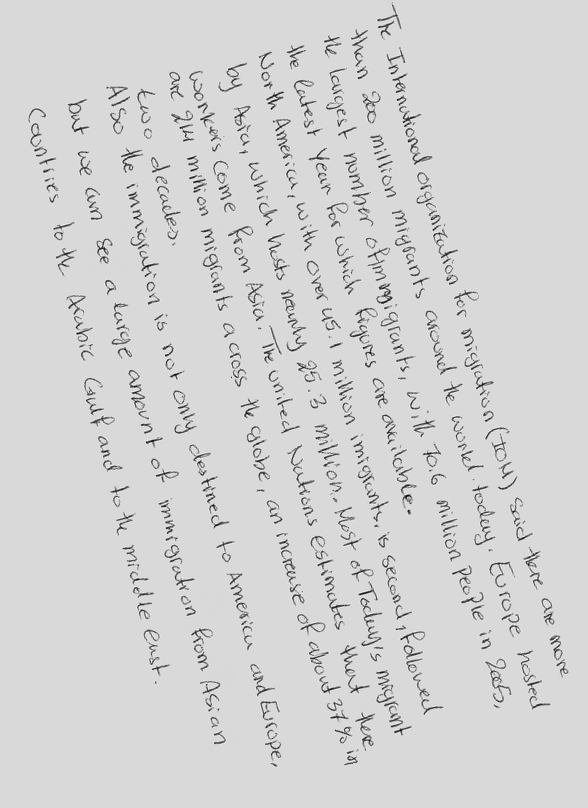 The International organization for migration (IOM) said there are more
than 200 million migrants around the world today. Europe hosted
the largest number of immigrants, with 70.6 million People in 2005,
the latest Year for which figures are available.
North America, with over 45.1 million imigrants, is second, followed
by Asia, which hosts nearly 25.3 million. Most of Today's migrant
workers come from Asia. The united Nations estimates that there
are 214 million migrants across the globe, an increase of about 37% in
two decades.
Also the immigration is not only destined to America and Europe,
but we can see a large amount of immigration from Asian
Countries to the Arabic Gulf and to the middle east.